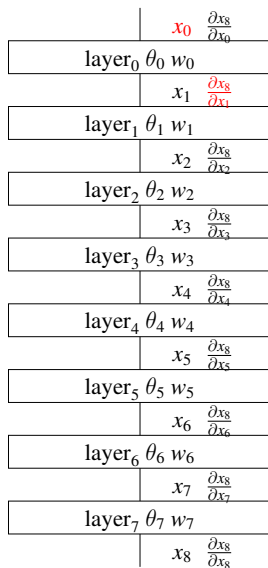 x₀ ∂x₈/∂x₀
layer₀ θ₀ w₀
x₁ ∂x₈/∂x₁
layer₁ θ₁ w₁
x₂ ∂x₈/∂x₂
layer₂ θ₂ w₂
x₃ ∂x₈/∂x₃
layer₃ θ₃ w₃
x₄ ∂x₈/∂x₄
layer₄ θ₄ w₄
x₅ ∂x₈/∂x₅
layer₅ θ₅ w₅
x₆ ∂x₈/∂x₆
layer₆ θ₆ w₆
x₇ ∂x₈/∂x₇
layer₇ θ₇ w₇
x₈ ∂x₈/∂x₈